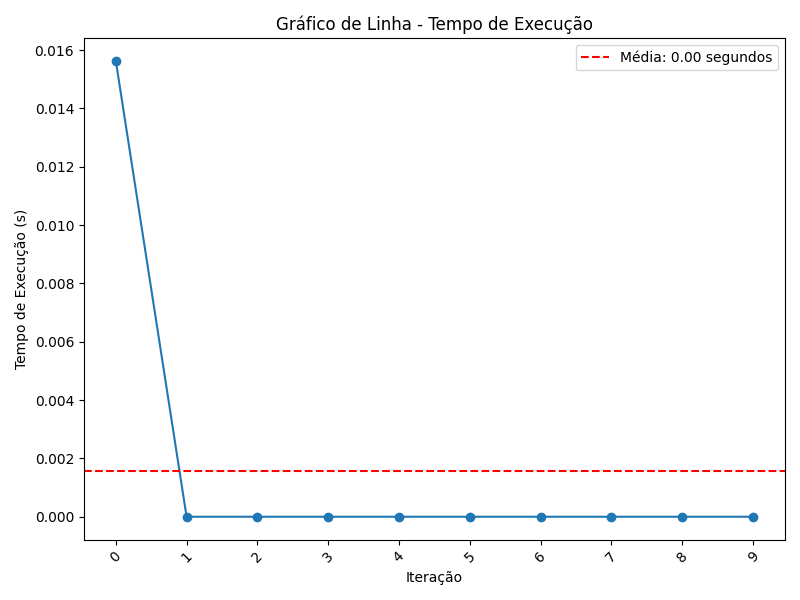 Gráfico de Linha - Tempo de Execução
Média: 0.00 segundos
Tempo de Execução (s)
0.016
0.014
0.012
0.010
0.008
0.006
0.004
0.002
0.000
0 1 2 3 4 5 6 7 8 9
Iteração